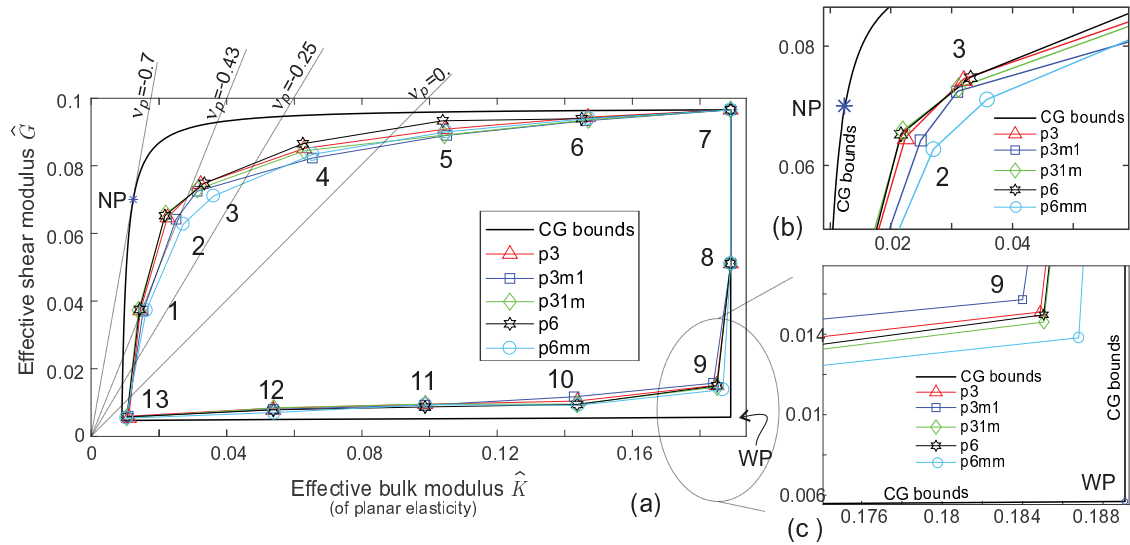 (a)
ν_p=-0.7
ν_p=-0.43
ν_p=-0.25
ν_p=0.
Effective shear modulus Ĝ
0.1
0.08
0.06
0.04
0.02
0
NP
1
2
3
4
5
6
7
8
9
10
11
12
13
CG bounds
p3
p3m1
p31m
p6
p6mm
WP
0
0.04
0.08
0.12
0.16
Effective bulk modulus K̂
(of planar elasticity)
(a)
0.08
0.06
NP
CG bounds
3
2
CG bounds
p3
p3m1
p31m
p6
p6mm
(b)
0.02
0.04
9
0.014
0.01
0.006
CG bounds
p3
p3m1
p31m
p6
p6mm
CG bounds
CG bounds
WP
(c)
0.176
0.18
0.184
0.188